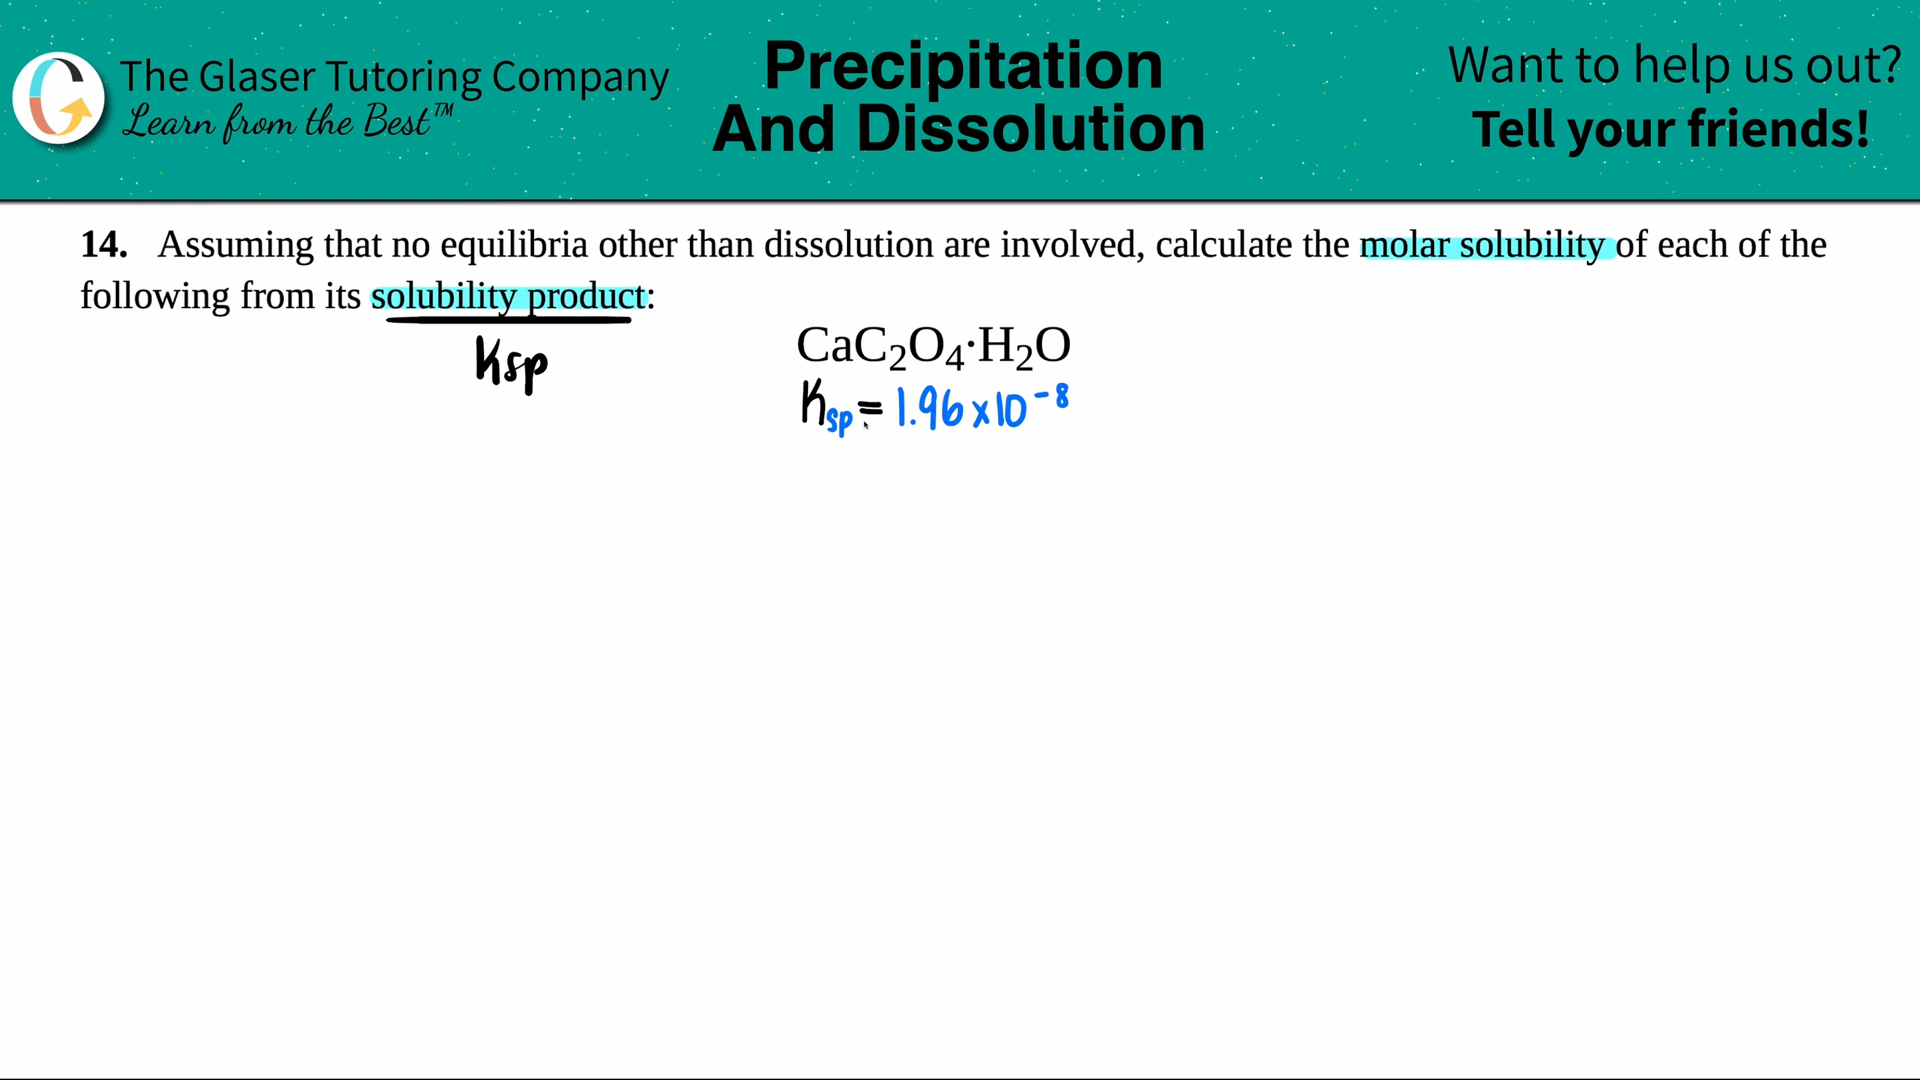 The Glaser Tutoring Company
Learn from the Best™
Precipitation
And Dissolution
Want to help us out?
Tell your friends!
14. Assuming that no equilibria other than dissolution are involved, calculate the molar solubility of each of the
following from its solubility product:
Ksp
CaC₂O₄·H₂O
Ksp = 1.96 x 10⁻⁸